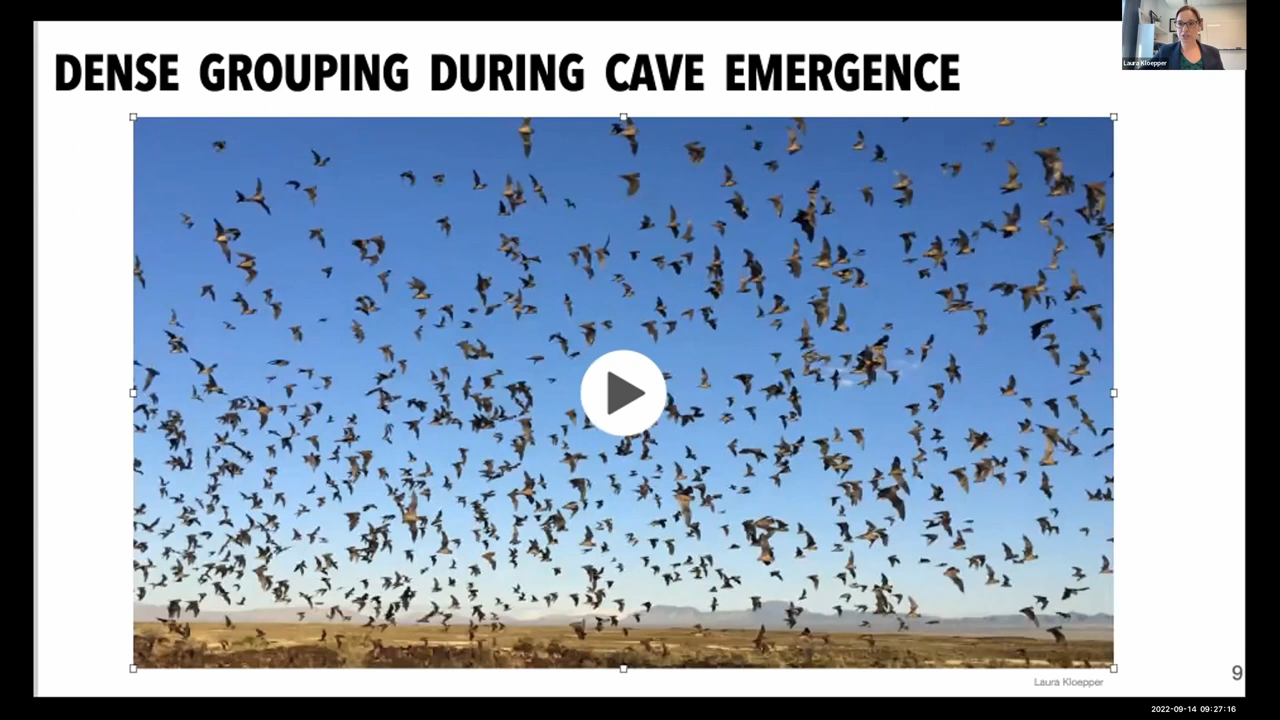 DENSE GROUPING DURING CAVE EMERGENCE
Laura Kloepper
Laura Kloepper
9
2022-09-14 09:27:16